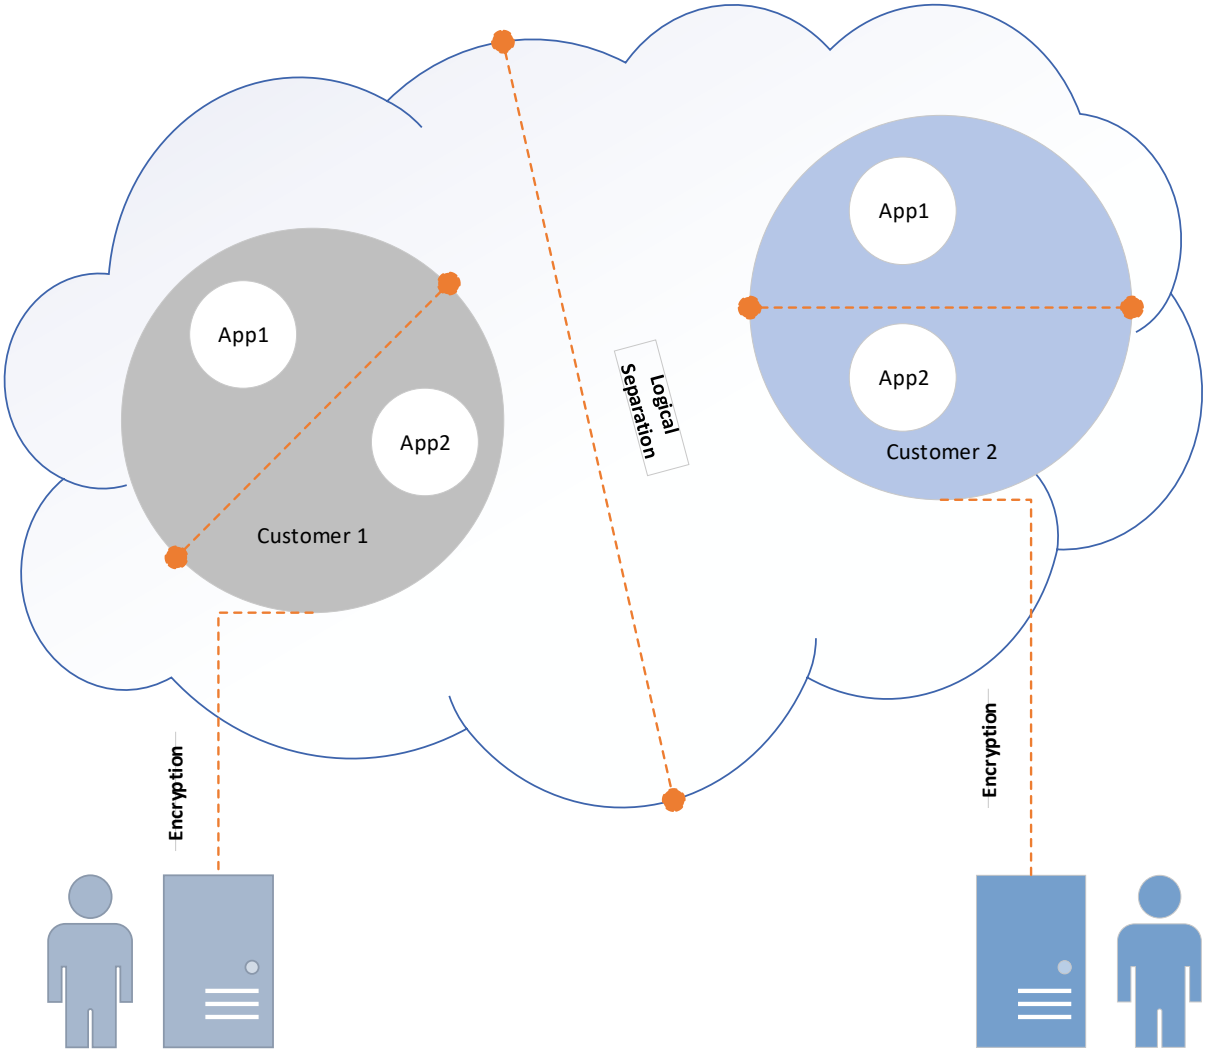 App1
App2
Customer 1
Logical
Separation
App1
App2
Customer 2
Encryption
Encryption